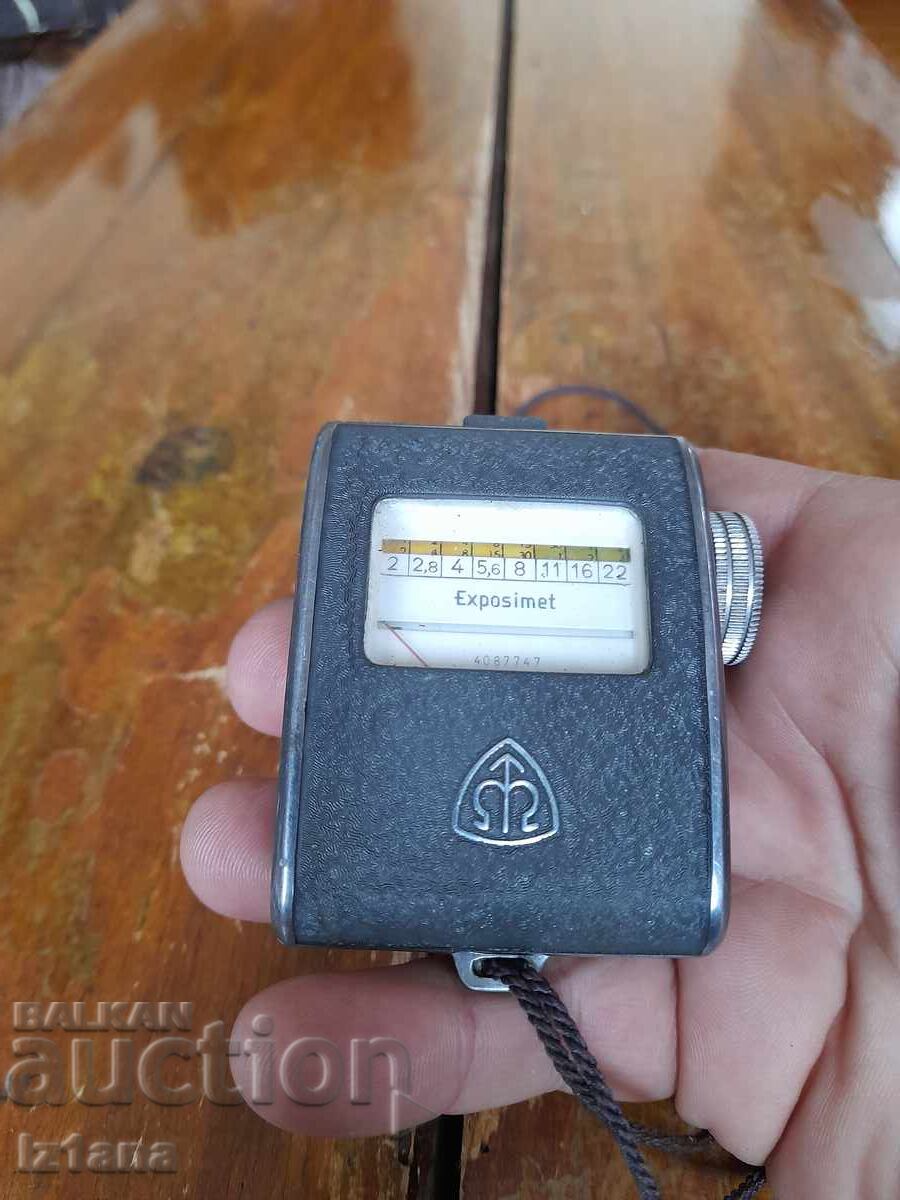 2 2,8 4 5,6 8 11 16 22
Exposimet
4087747
BALKAN
auction
iz1ana